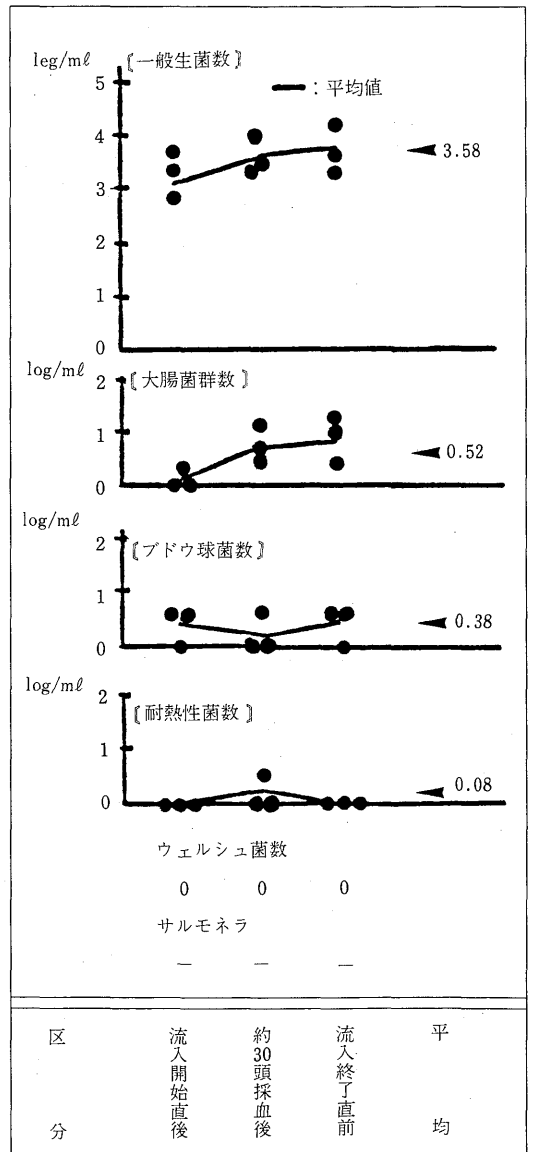 leg/mℓ 〘一般生菌数〙
━ : 平均値
5
4
3.58
3
2
1
0
log/mℓ
2 〘大腸菌群数〙
1
0.52
0
log/mℓ
2
〘ブドウ球菌数〙
1
0.38
0
log/mℓ
2
〘耐熱性菌数〙
1
0.08
0
ウェルシュ菌数
0 0 0
サルモネラ
— — —
区分
流入開始直後
約30頭採血後
流入終了直前
平均